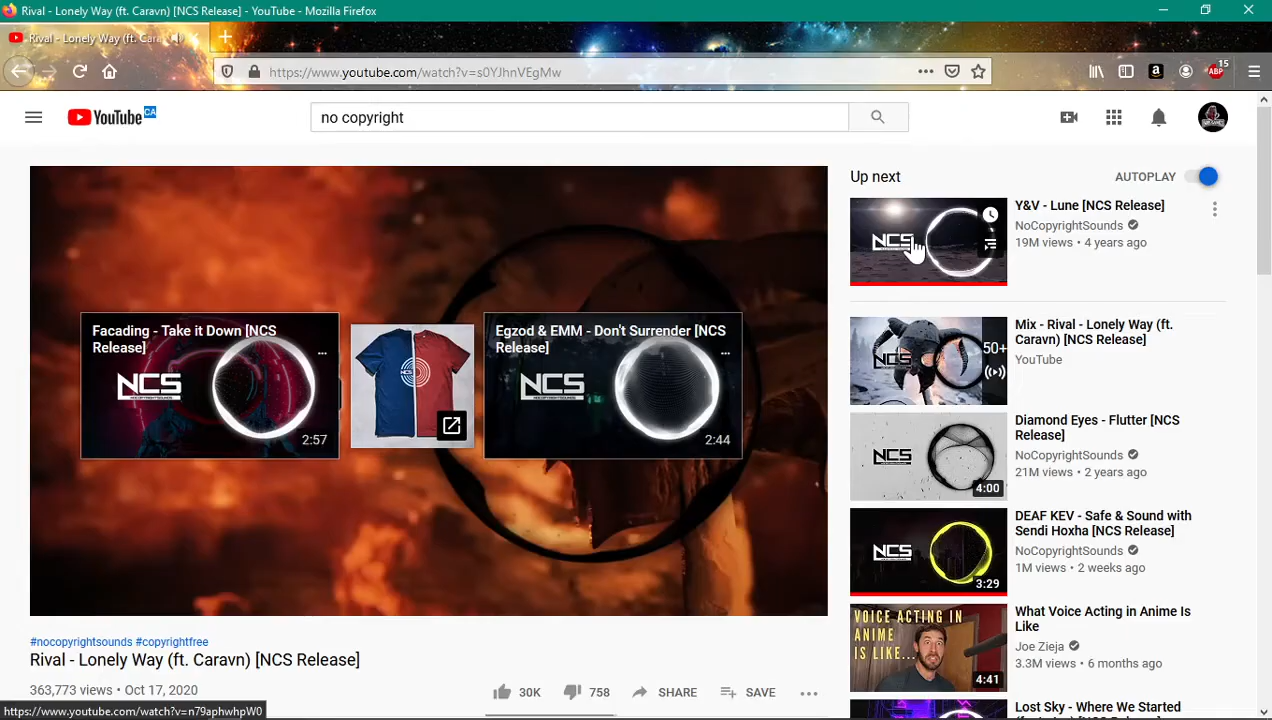 Rival - Lonely Way (ft. Caravn) [NCS Release] - YouTube - Mozilla Firefox
Rival - Lonely Way (ft. Car
https://www.youtube.com/watch?v=s0YJhnVEgMw
15
ABP
YouTube CA
no copyright
Up next
AUTOPLAY
NCS
Y&V - Lune [NCS Release]
NoCopyrightSounds
19M views • 4 years ago
Facading - Take it Down [NCS
Release]
NCS
NOCOPYRIGHTSOUNDS
2:57
Egzod & EMM - Don't Surrender [NCS
Release]
NCS
NOCOPYRIGHTSOUNDS
2:44
NCS
50+
Mix - Rival - Lonely Way (ft.
Caravn) [NCS Release]
YouTube
NCS
4:00
Diamond Eyes - Flutter [NCS
Release]
NoCopyrightSounds
21M views • 2 years ago
NCS
3:29
DEAF KEV - Safe & Sound with
Sendi Hoxha [NCS Release]
NoCopyrightSounds
1M views • 2 weeks ago
VOICE ACTING IN
ANIME
IS LIKE...
4:41
What Voice Acting in Anime Is
Like
Joe Zieja
3.3M views • 6 months ago
Lost Sky - Where We Started
#nocopyrightsounds #copyrightfree
Rival - Lonely Way (ft. Caravn) [NCS Release]
363,773 views • Oct 17, 2020
30K
758
SHARE
SAVE
https://www.youtube.com/watch?v=n79aphwhpW0